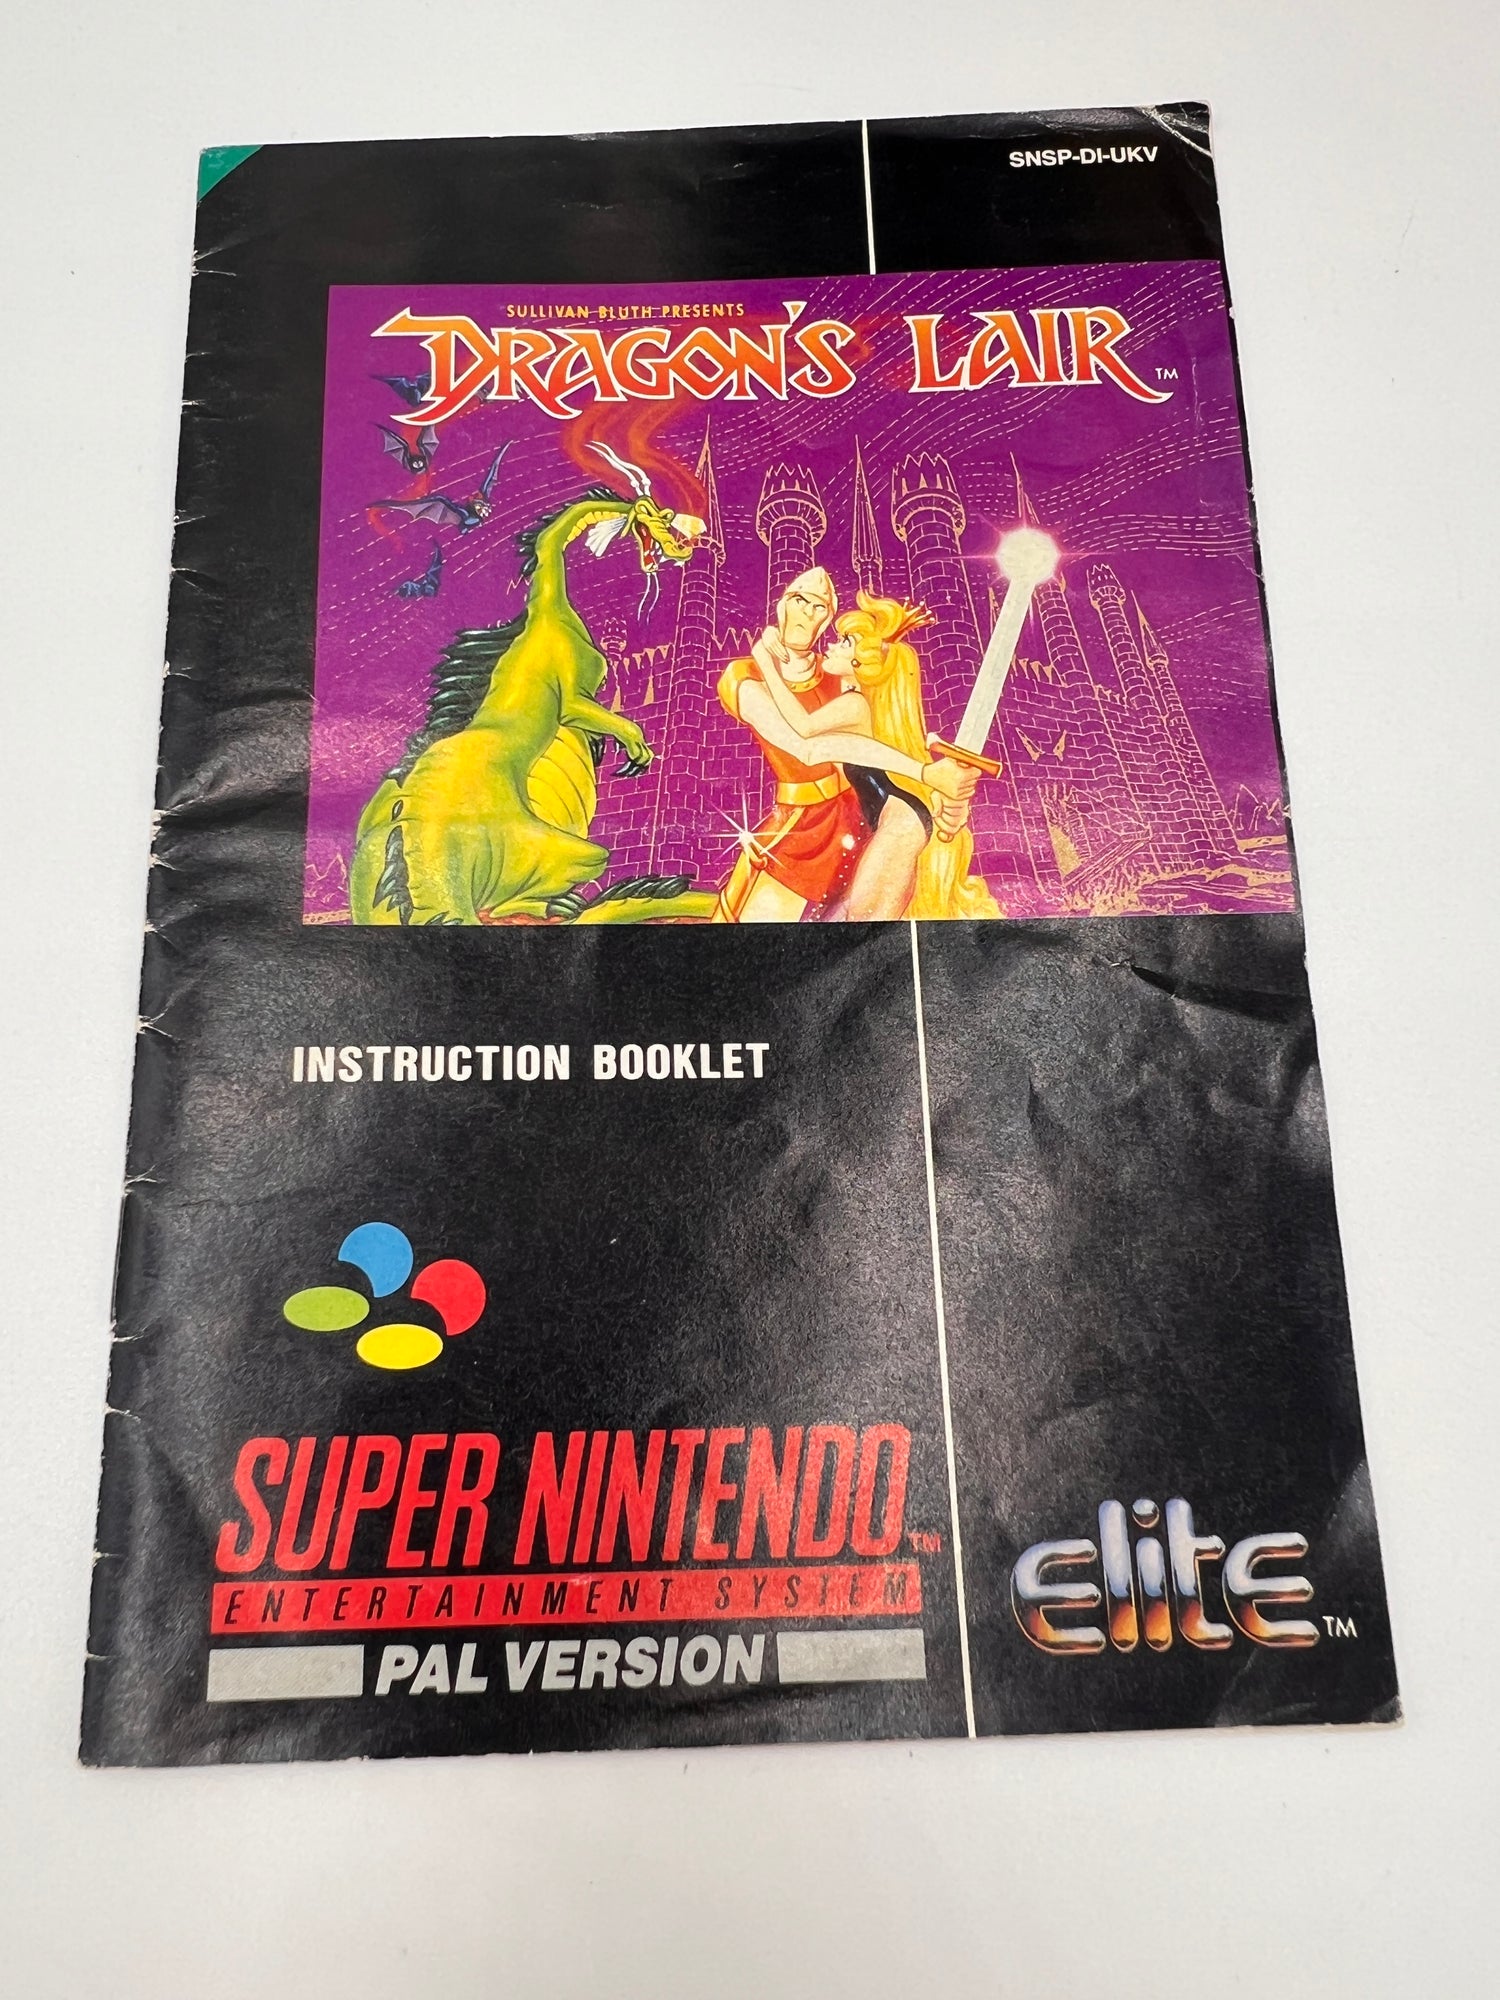 SNSP-DI-UKV
SULLIVAN BLUTH PRESENTS
DRAGON'S LAIR TM
INSTRUCTION BOOKLET
SUPER NINTENDO TM
ENTERTAINMENT SYSTEM
PAL VERSION
elite TM